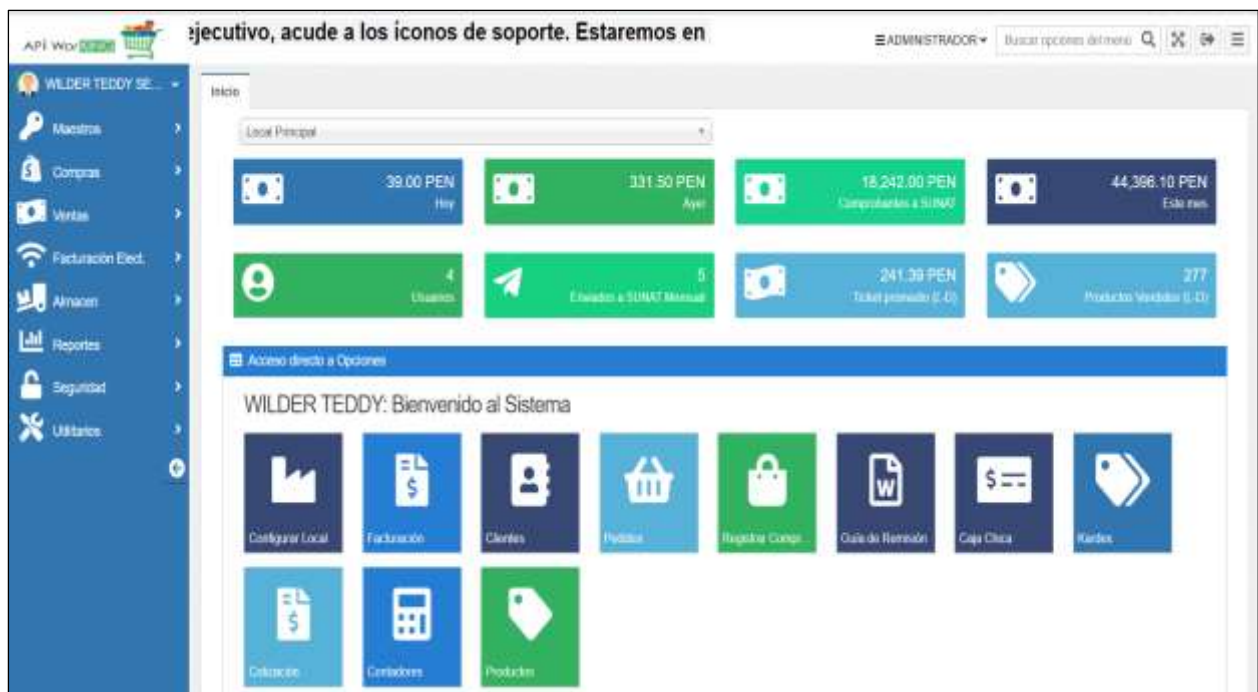 ejecutivo, acude a los íconos de soporte. Estaremos en
ADMINISTRADOR
Buscar opciones del menú
API Wor
WILDER TEDDY SE...
Maestros
Compras
Ventas
Facturación Elect.
Almacen
Reportes
Seguridad
Utilitarios
Inicio
Local Principal
39.00 PEN
Hoy
331.50 PEN
Ayer
18,242.00 PEN
Comprobantes a SUNAT
44,396.10 PEN
Este mes
4
Usuarios
5
Enviados a SUNAT Mensual
241.39 PEN
Ticket promedio (L-D)
277
Productos Vendidos (L-D)
Acceso directo a Opciones
WILDER TEDDY: Bienvenido al Sistema
Configurar Local
Facturación
Clientes
Pedidos
Registrar Compr...
Guía de Remisión
Caja Chica
Kardex
Cotización
Contadores
Productos